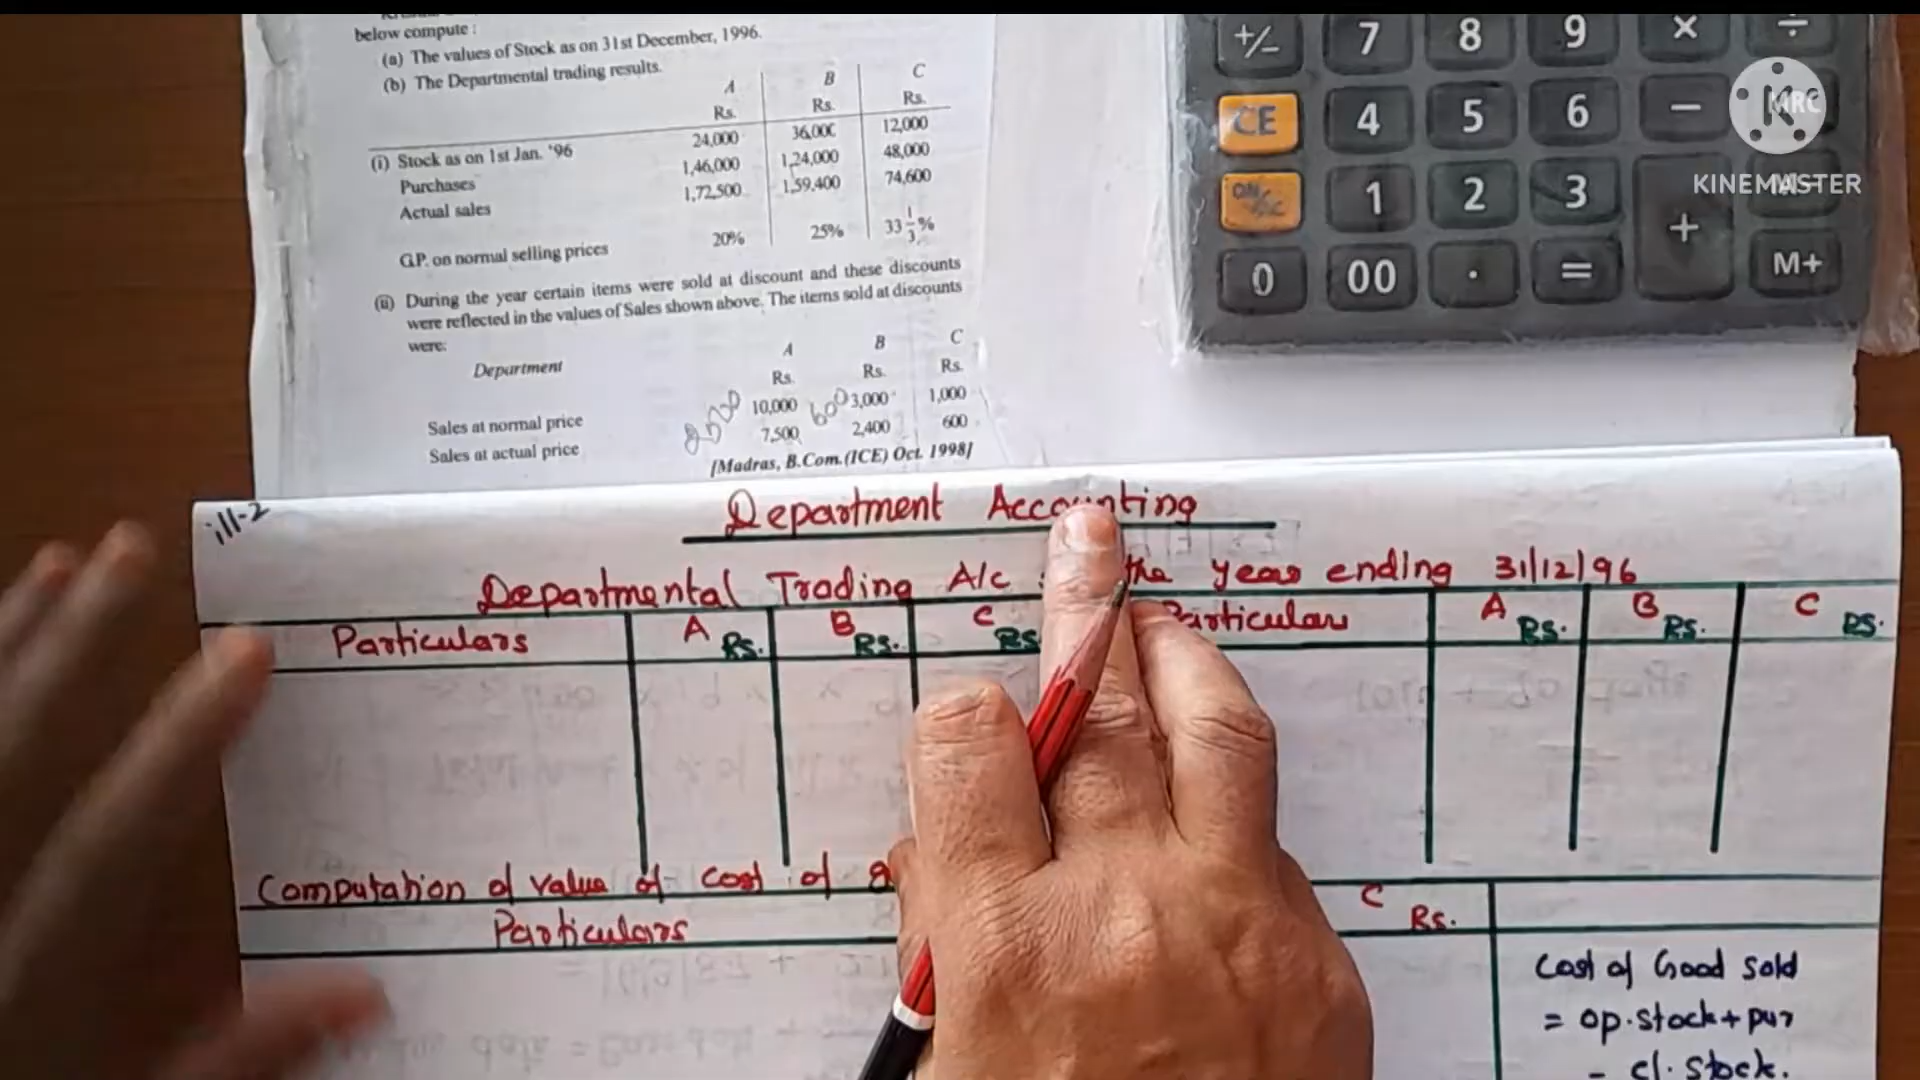 below compute :
(a) The values of Stock as on 31st December, 1996.
(b) The Departmental trading results.
A B C
Rs. Rs. Rs.
(i) Stock as on 1st Jan. '96 24,000 36,000 12,000
Purchases 1,46,000 1,24,000 48,000
Actual sales 1,72,500 1,59,400 74,600
G.P. on normal selling prices 20% 25% 33 1/3%
(ii) During the year certain items were sold at discount and these discounts
were reflected in the values of Sales shown above. The items sold at discounts
were:
Department A B C
Rs. Rs. Rs.
Sales at normal price 10,000 3,000 1,000
Sales at actual price 7,500 2,400 600
600
[Madras, B.Com. (ICE) Oct. 1998]
+/- 7 8 9 × ÷
CE 4 5 6 −
1 2 3 +
0 00 . = M+
KINEMASTER
ill-2
Department Accounting
Departmental Trading A/c the year ending 31/12/96
Particulars A Rs. B Rs. C Rs. Particulars A Rs. B Rs. C Rs.
Computation of value of cost of
Particulars C Rs.
Cost of Good sold
= op.stock + pur
- cl. stock.